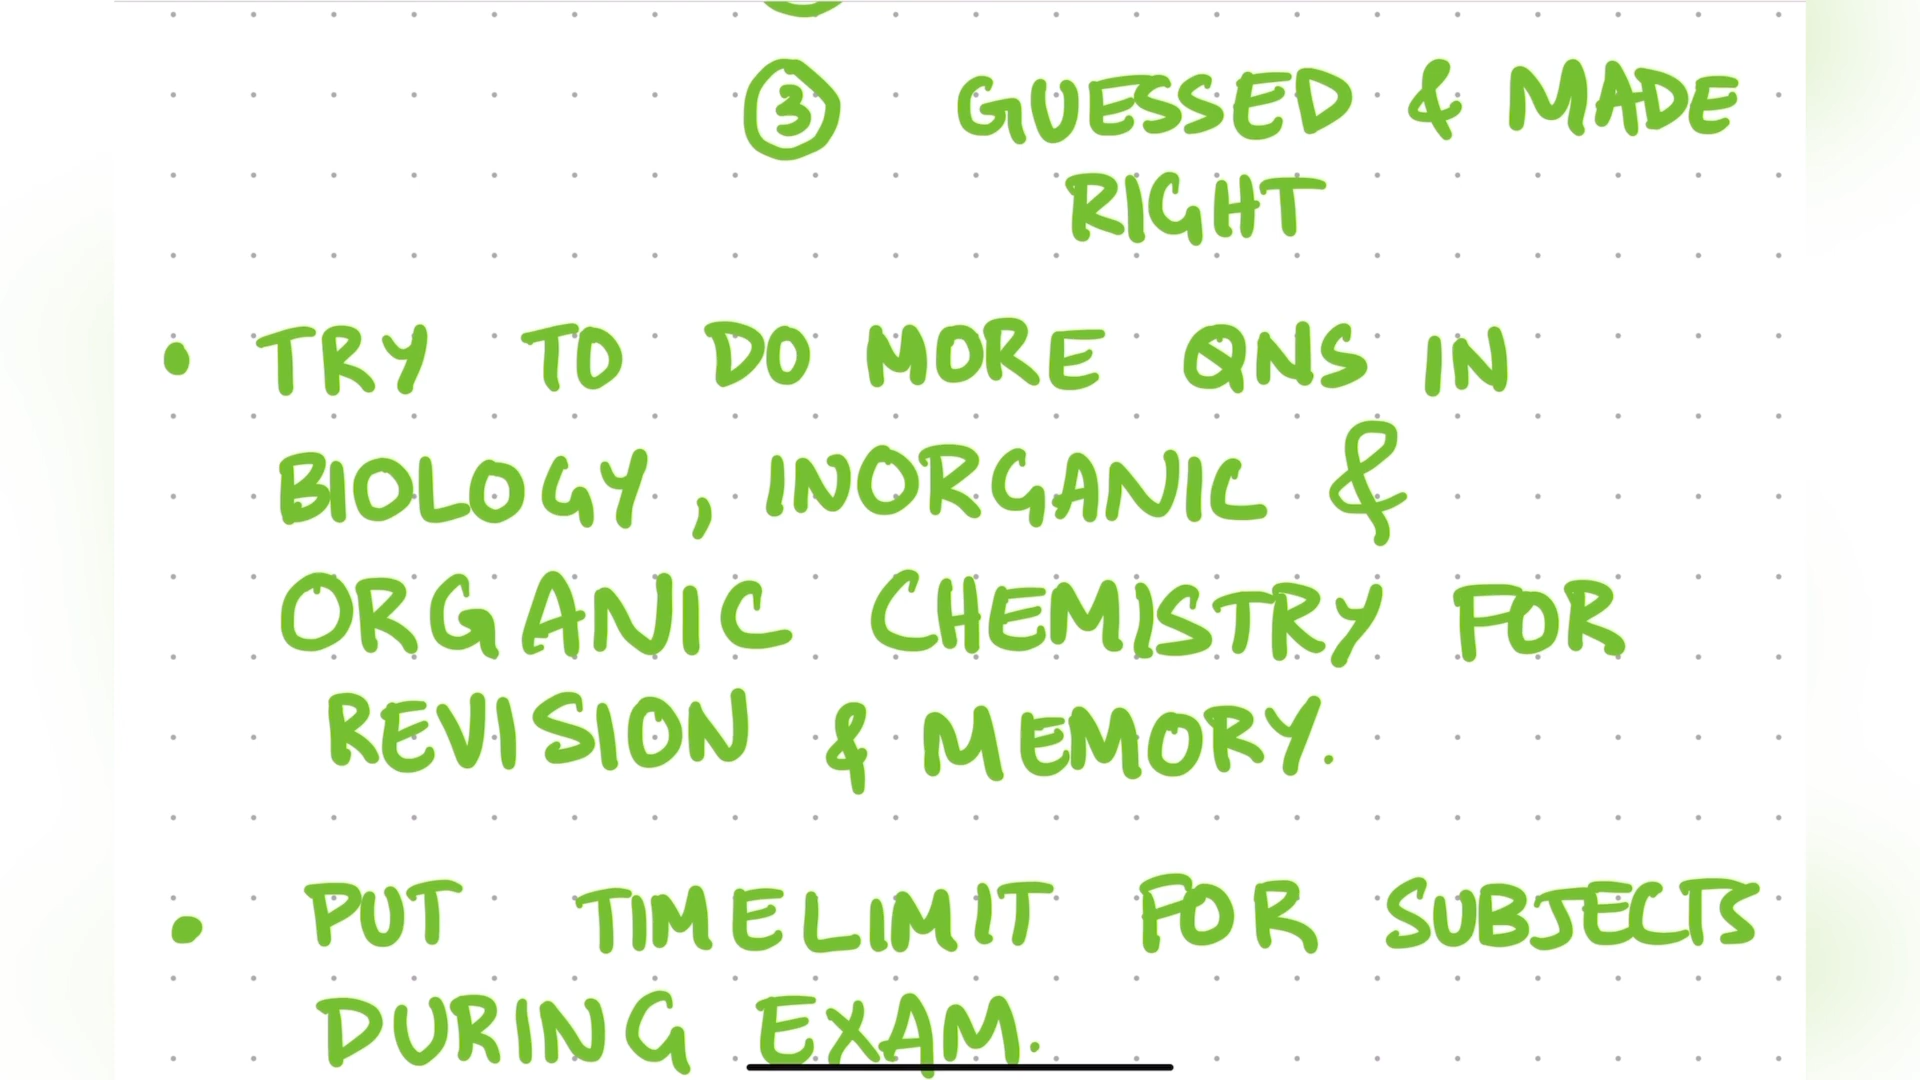 ③ GUESSED & MADE
RIGHT
• TRY TO DO MORE QNS IN
BIOLOGY, INORGANIC &
ORGANIC CHEMISTRY FOR
REVISION & MEMORY.
• PUT TIMELIMIT FOR SUBJECTS
DURING EXAM.